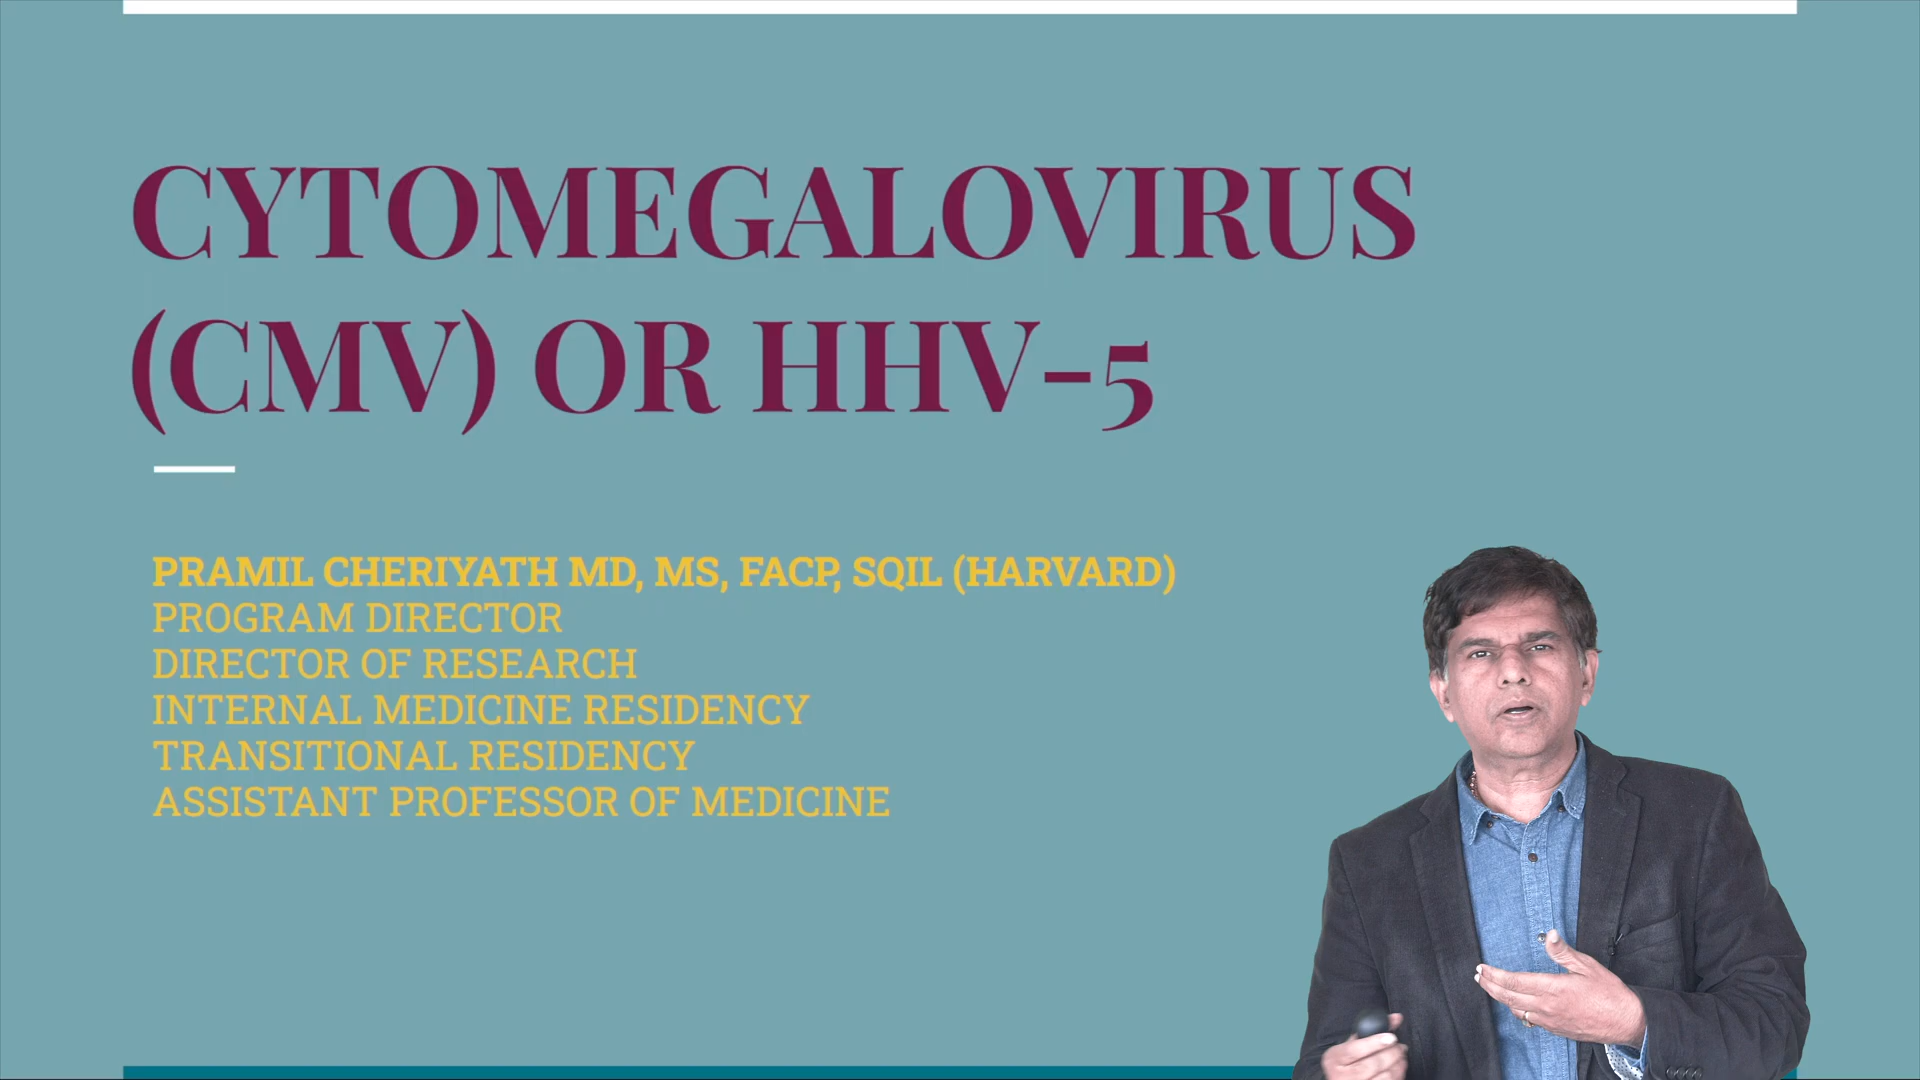 CYTOMEGALOVIRUS
(CMV) OR HHV-5
PRAMIL CHERIYATH MD, MS, FACP, SQIL (HARVARD)
PROGRAM DIRECTOR
DIRECTOR OF RESEARCH
INTERNAL MEDICINE RESIDENCY
TRANSITIONAL RESIDENCY
ASSISTANT PROFESSOR OF MEDICINE